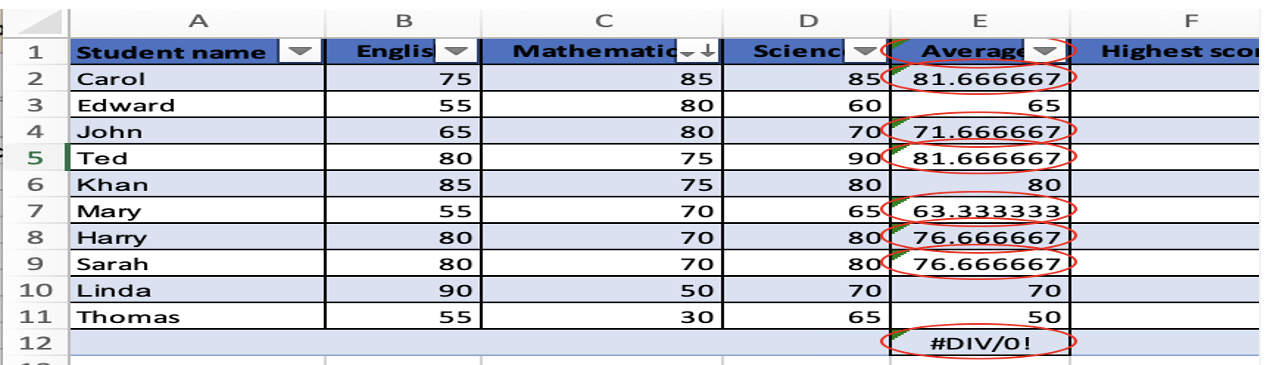 A B C D E F
1 Student name Englis Mathematic Scienc Average Highest scor
2 Carol 75 85 85 81.666667
3 Edward 55 80 60 65
4 John 65 80 70 71.666667
5 Ted 80 75 90 81.666667
6 Khan 85 75 80 80
7 Mary 55 70 65 63.333333
8 Harry 80 70 80 76.666667
9 Sarah 80 70 80 76.666667
10 Linda 90 50 70 70
11 Thomas 55 30 65 50
12 #DIV/0!